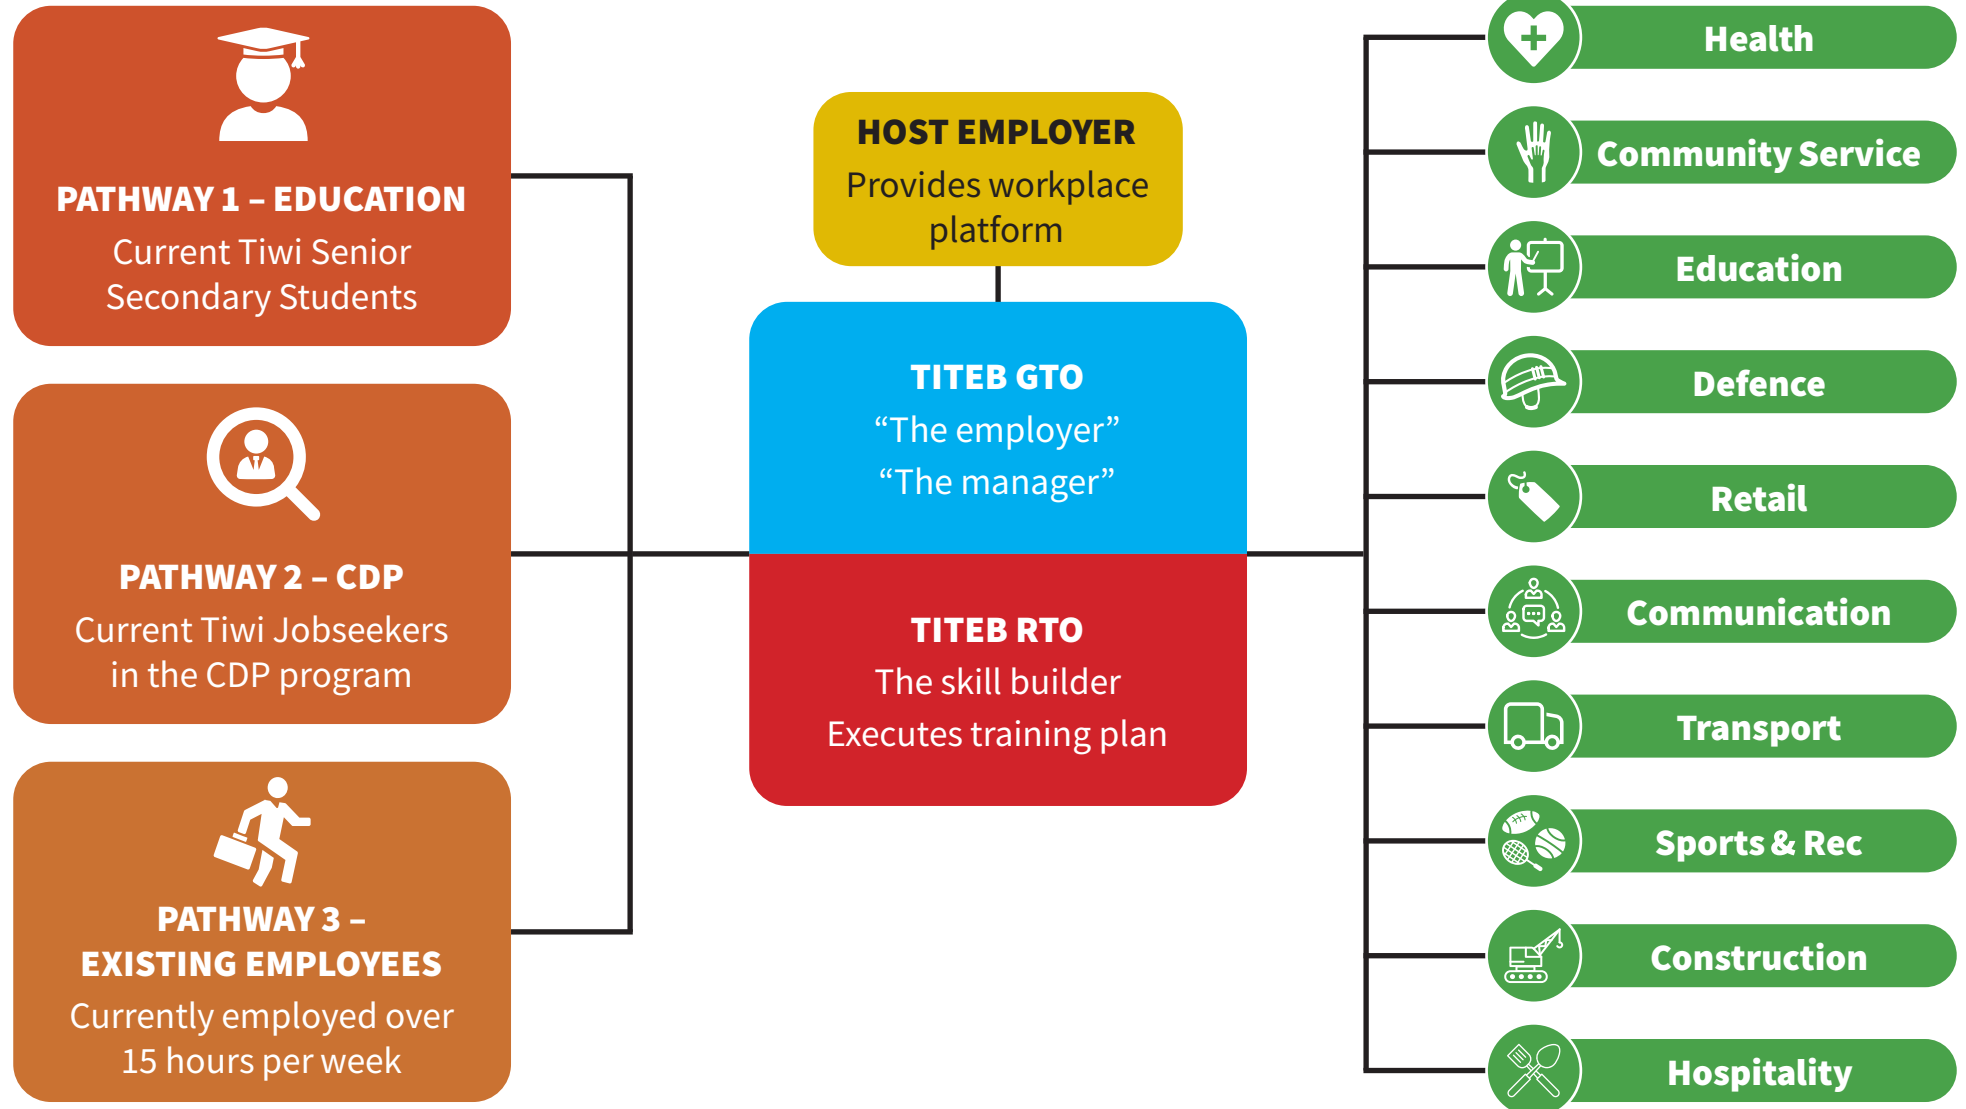 PATHWAY 1 – EDUCATION
Current Tiwi Senior
Secondary Students
PATHWAY 2 – CDP
Current Tiwi Jobseekers
in the CDP program
PATHWAY 3 –
EXISTING EMPLOYEES
Currently employed over
15 hours per week
HOST EMPLOYER
Provides workplace
platform
TITEB GTO
“The employer”
“The manager”
TITEB RTO
The skill builder
Executes training plan
Health
Community Service
Education
Defence
Retail
Communication
Transport
Sports & Rec
Construction
Hospitality